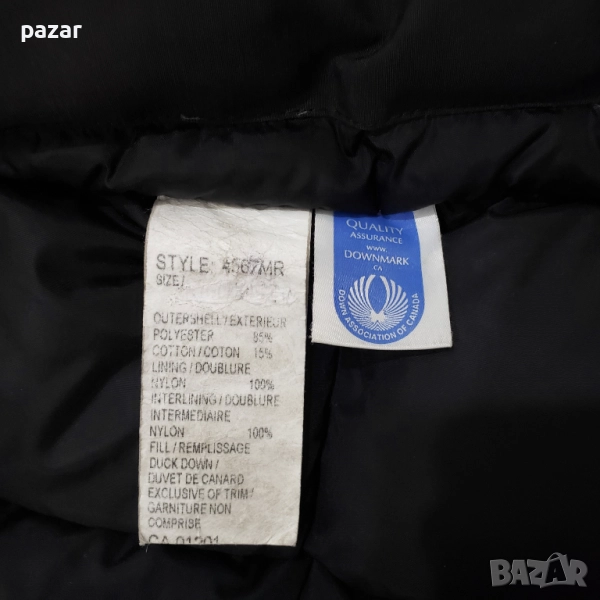 pazar
STYLE: 4567MR
SIZE/
OUTERSHELL/EXTERIEUR
POLYESTER 85%
COTTON/COTON 15%
LINING/DOUBLURE
NYLON 100%
INTERLINING/DOUBLURE
INTERMEDIAIRE
NYLON 100%
FILL/REMPLISSAGE
DUCK DOWN/
DUVET DE CANARD
EXCLUSIVE OF TRIM/
GARNITURE NON
COMPRISE
CA 01201
QUALITY
ASSURANCE
www.
DOWNMARK
.CA
DOWN ASSOCIATION OF CANADA
BAZAR